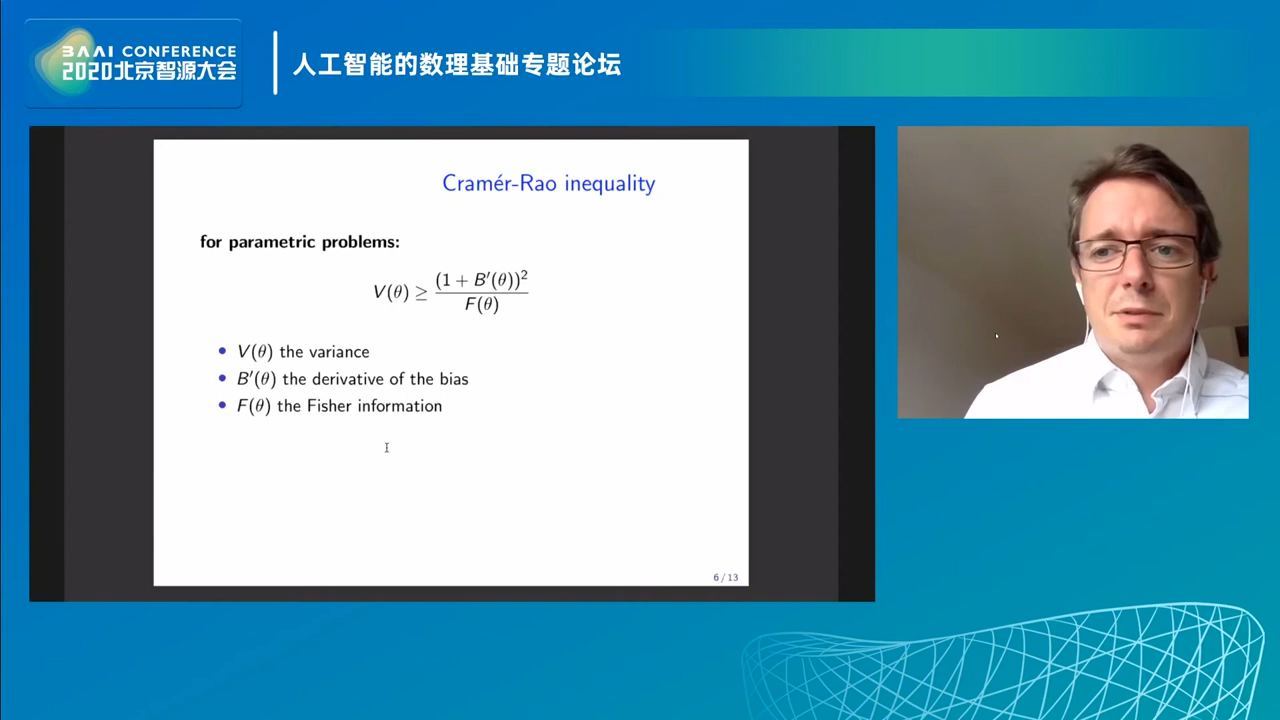 BAAI CONFERENCE
2020北京智源大会
人工智能的数理基础专题论坛
Cramér-Rao inequality
for parametric problems:
V(θ) ≥ (1 + B′(θ))² / F(θ)
• V(θ) the variance
• B′(θ) the derivative of the bias
• F(θ) the Fisher information
6 / 13